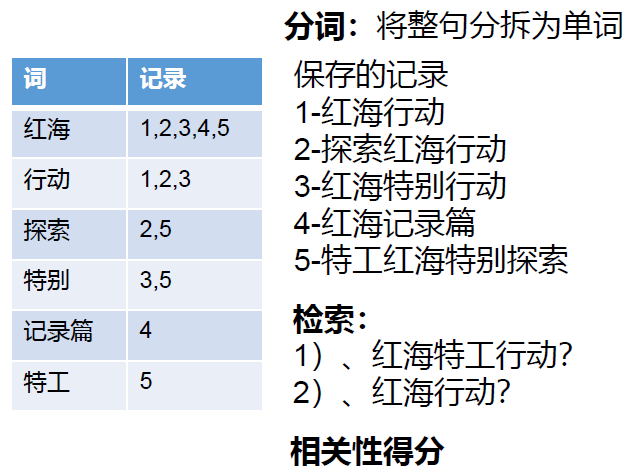 分词：将整句分拆为单词
词 记录
红海 1,2,3,4,5
行动 1,2,3
探索 2,5
特别 3,5
记录篇 4
特工 5
保存的记录
1-红海行动
2-探索红海行动
3-红海特别行动
4-红海记录篇
5-特工红海特别探索
检索：
1）、红海特工行动？
2）、红海行动？
相关性得分